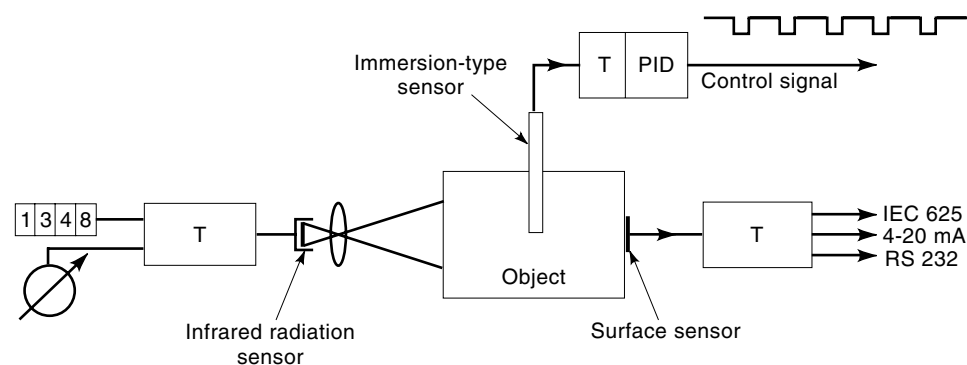 Immersion-type
sensor
T PID
Control signal
1 3 4 8
T
Object
T
IEC 625
4-20 mA
RS 232
Infrared radiation
sensor
Surface sensor